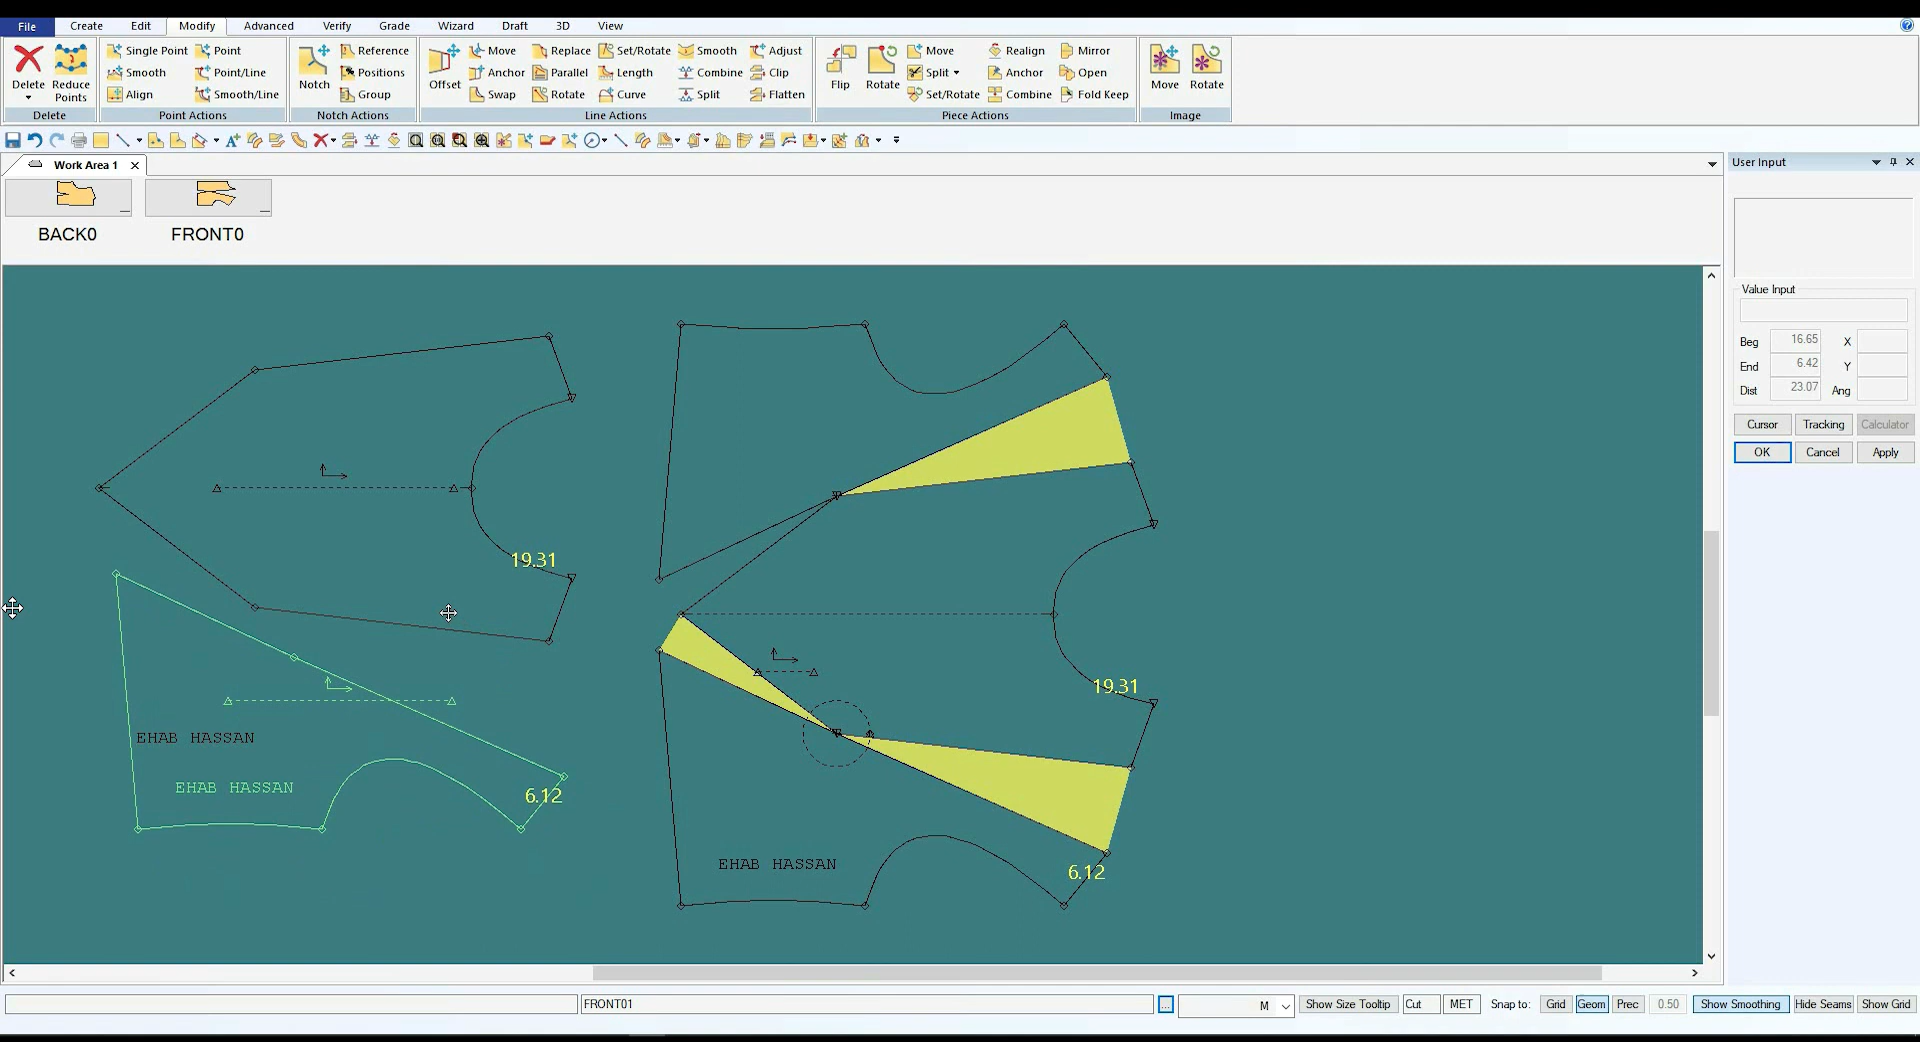 File Create Edit Modify Advanced Verify Grade Wizard Draft 3D View
Delete
Reduce Points
Single Point Point
Smooth Point/Line
Align Smooth/Line
Notch
Reference
Positions
Group
Offset
Move Replace Set/Rotate Smooth Adjust
Anchor Parallel Length Combine Clip
Swap Rotate Curve Split Flatten
Flip
Rotate
Move Realign Mirror
Split Anchor Open
Set/Rotate Combine Fold Keep
Move
Rotate
Delete Point Actions Notch Actions Line Actions Piece Actions Image
Work Area 1
User Input
BACK0
FRONT0
Value Input
Beg 16.65 X
End 6.42 Y
Dist 23.07 Ang
Cursor Tracking Calculator
OK Cancel Apply
19.31
EHAB HASSAN
EHAB HASSAN
6.12
19.31
EHAB HASSAN
6.12
FRONT01
...
M
Show Size Tooltip
Cut
MET
Snap to: Grid Geom Prec 0.50
Show Smoothing
Hide Seams
Show Grid